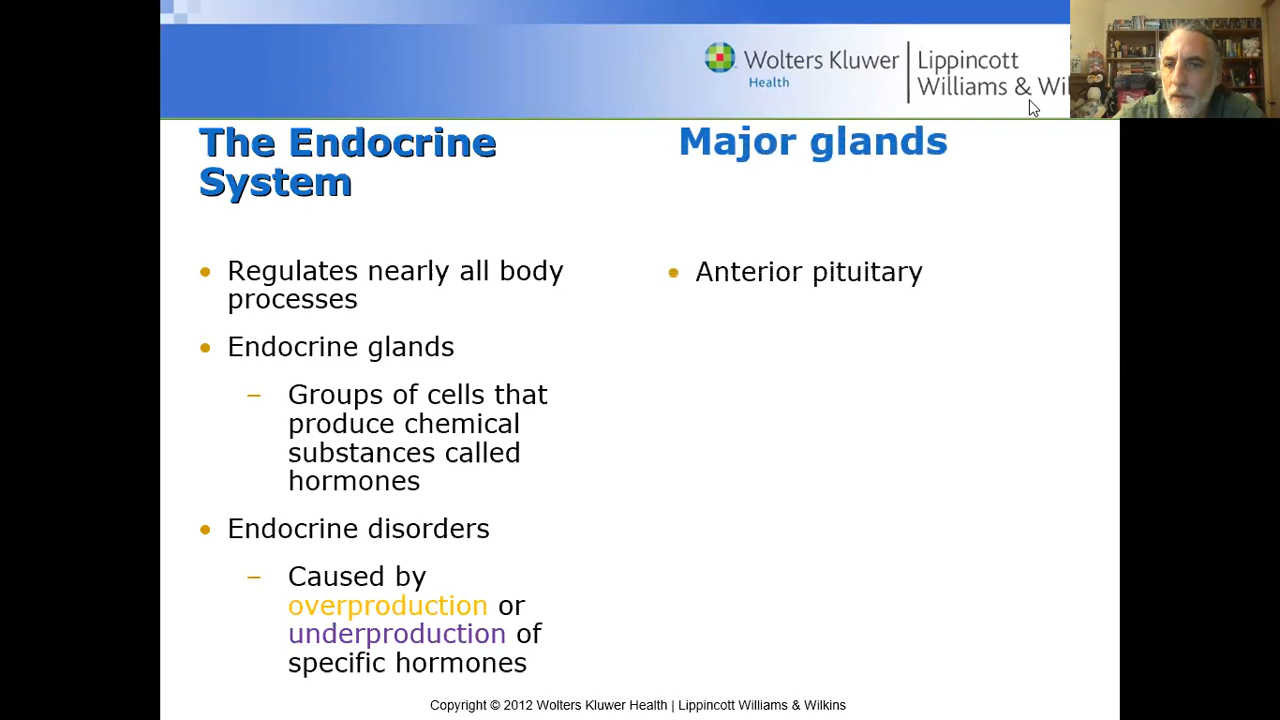 Wolters Kluwer
Health
Lippincott
Williams & Wil
The Endocrine
System
Regulates nearly all body
processes
Endocrine glands
– Groups of cells that
produce chemical
substances called
hormones
Endocrine disorders
– Caused by
overproduction or
underproduction of
specific hormones
Major glands
Anterior pituitary
Copyright © 2012 Wolters Kluwer Health | Lippincott Williams & Wilkins